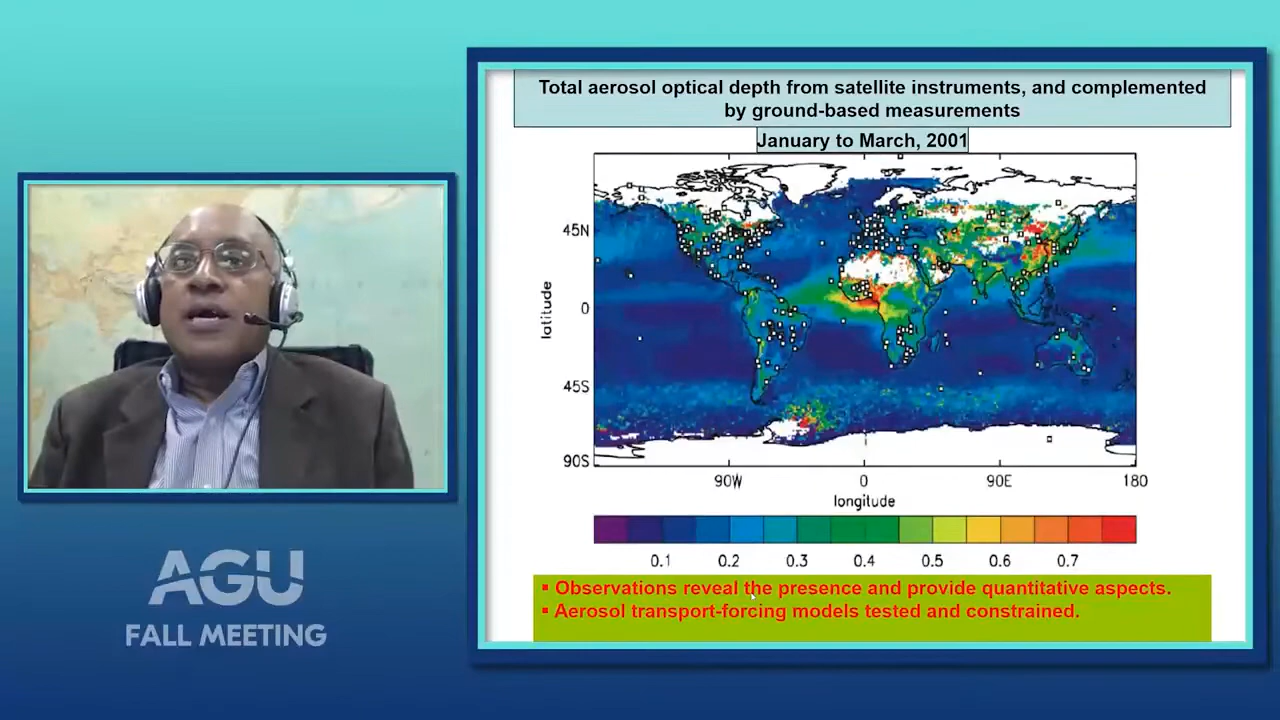 Total aerosol optical depth from satellite instruments, and complemented
by ground-based measurements
January to March, 2001
45N
0
45S
90S
latitude
90W
0
90E
180
longitude
0.1
0.2
0.3
0.4
0.5
0.6
0.7
▪ Observations reveal the presence and provide quantitative aspects.
▪ Aerosol transport-forcing models tested and constrained.
AGU
FALL MEETING